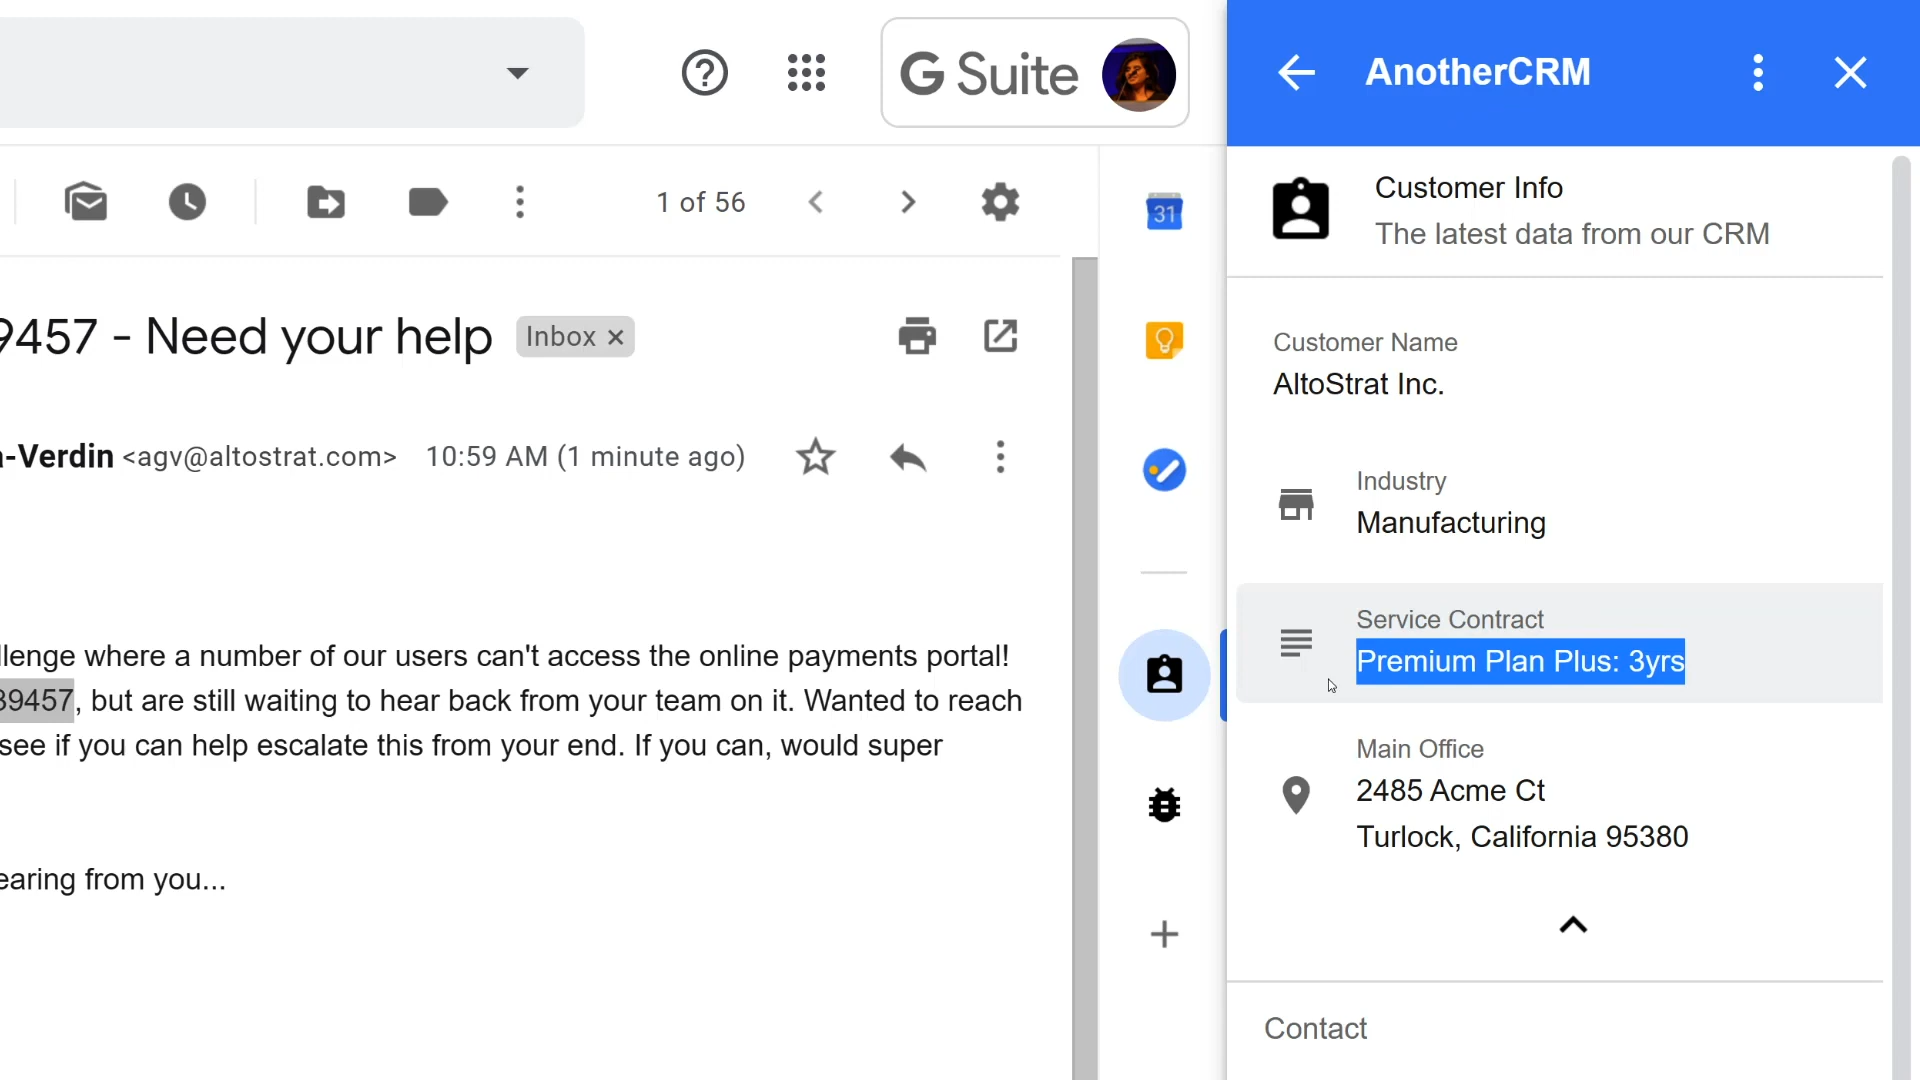 G Suite
AnotherCRM
1 of 56
31
Customer Info
The latest data from our CRM
9457 - Need your help
Inbox ×
Customer Name
AltoStrat Inc.
-Verdin <agv@altostrat.com> 10:59 AM (1 minute ago)
Industry
Manufacturing
Service Contract
Premium Plan Plus: 3yrs
llenge where a number of our users can't access the online payments portal!
39457, but are still waiting to hear back from your team on it. Wanted to reach
see if you can help escalate this from your end. If you can, would super
Main Office
2485 Acme Ct
Turlock, California 95380
earing from you...
Contact